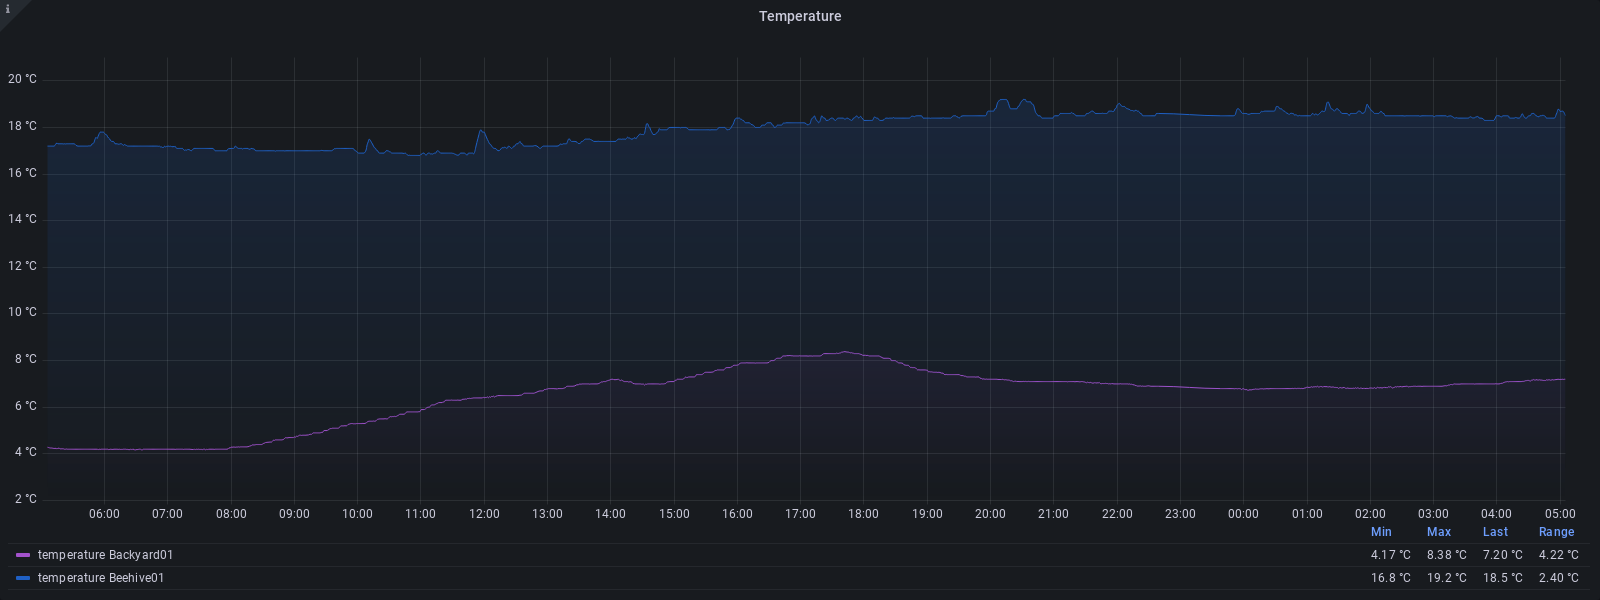 i
Temperature
20 °C
18 °C
16 °C
14 °C
12 °C
10 °C
8 °C
6 °C
4 °C
2 °C
06:00 07:00 08:00 09:00 10:00 11:00 12:00 13:00 14:00 15:00 16:00 17:00 18:00 19:00 20:00 21:00 22:00 23:00 00:00 01:00 02:00 03:00 04:00 05:00
Min Max Last Range
temperature Backyard01 4.17 °C 8.38 °C 7.20 °C 4.22 °C
temperature Beehive01 16.8 °C 19.2 °C 18.5 °C 2.40 °C